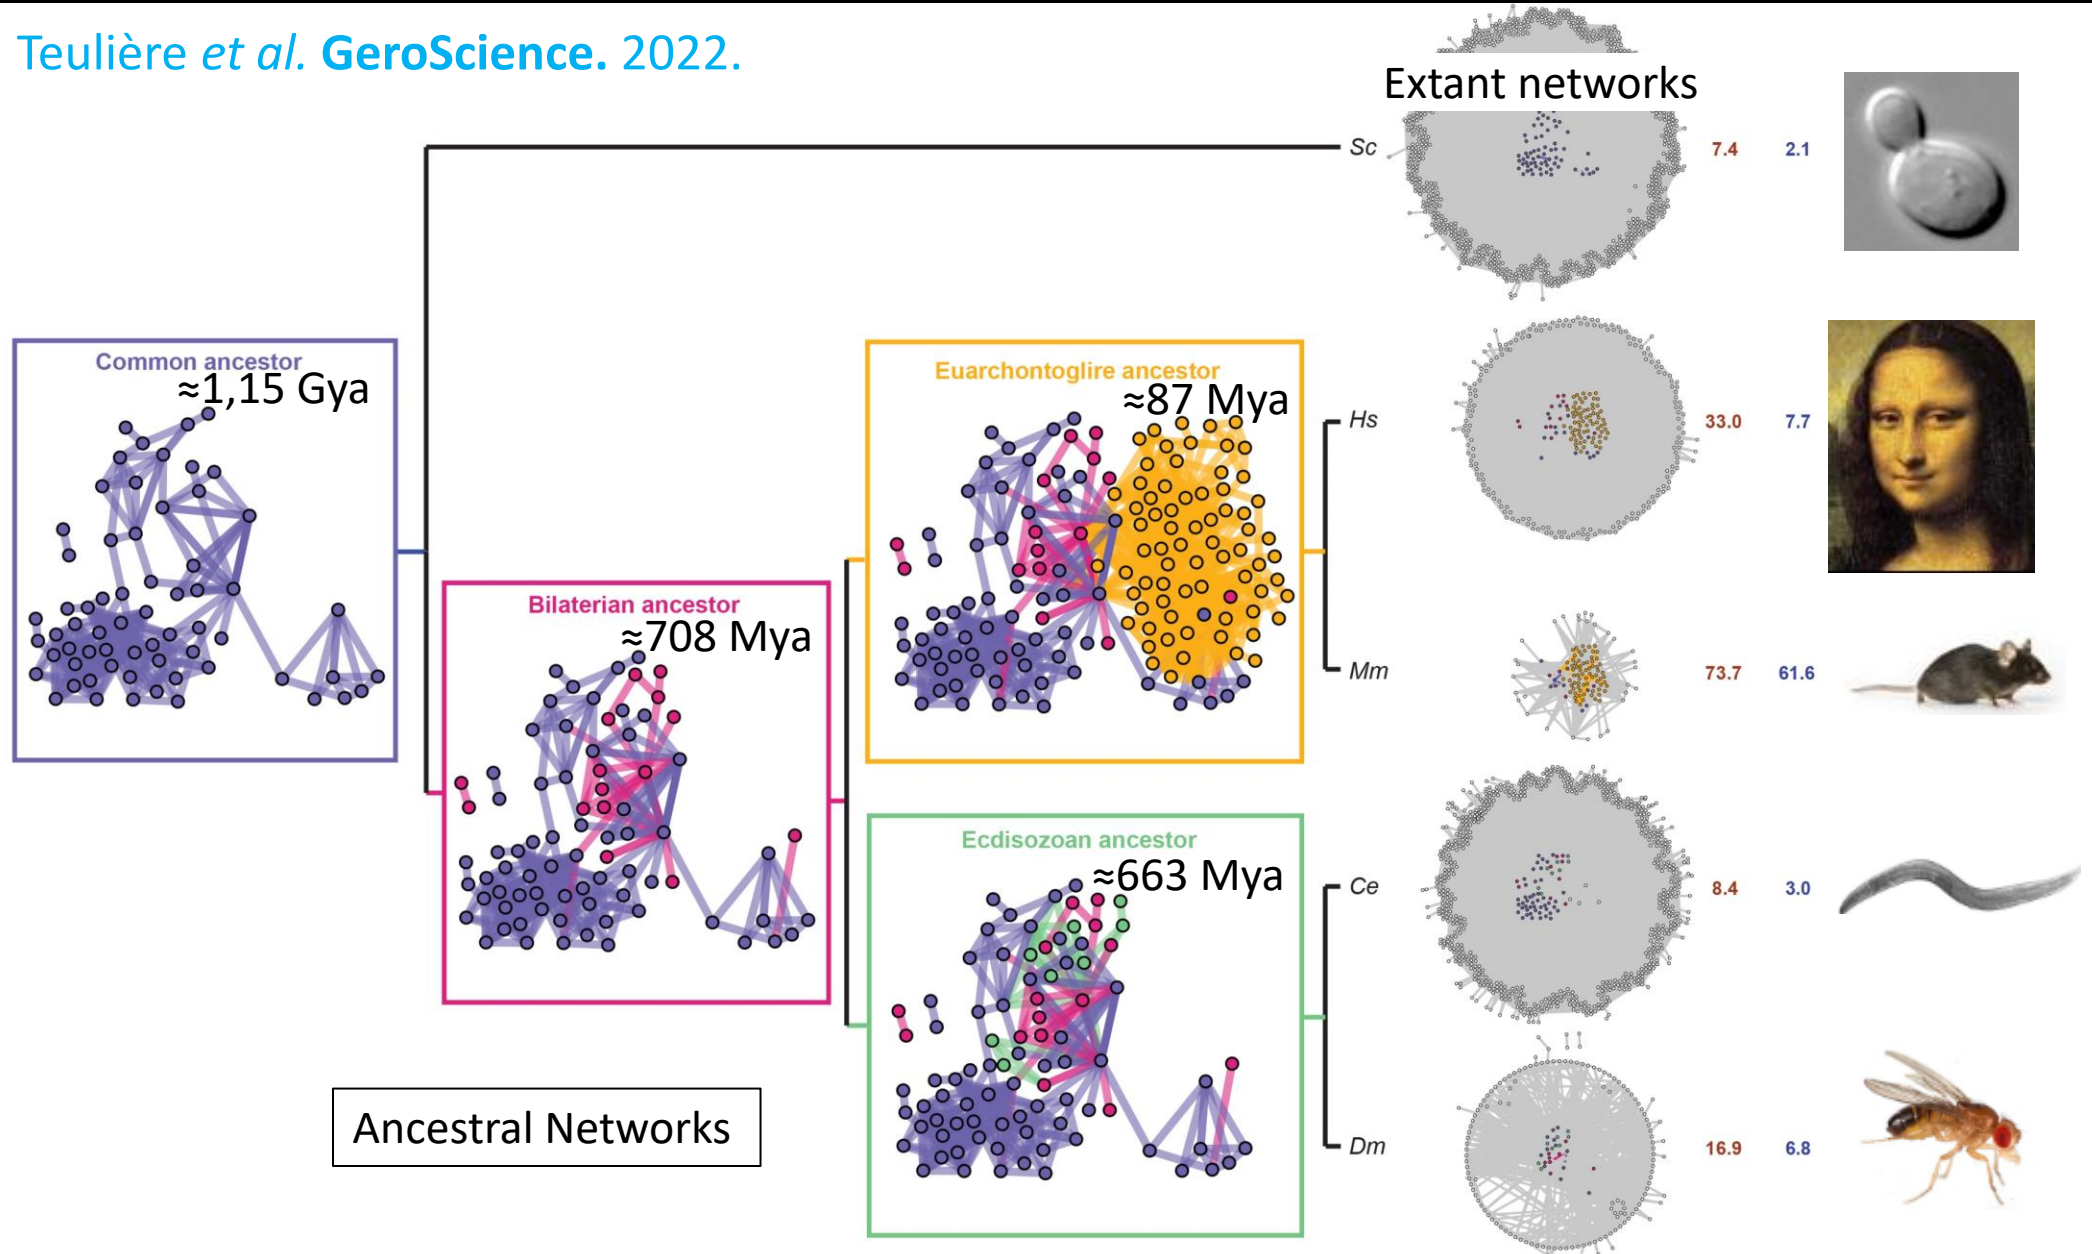 Teulière et al. GeroScience. 2022.
Extant networks
Sc
7.4 2.1
Common ancestor
≈1,15 Gya
Euarchontoglire ancestor
≈87 Mya
Hs
33.0 7.7
Bilaterian ancestor
≈708 Mya
Mm
73.7 61.6
Ecdisozoan ancestor
≈663 Mya
Ce
8.4 3.0
Ancestral Networks
Dm
16.9 6.8